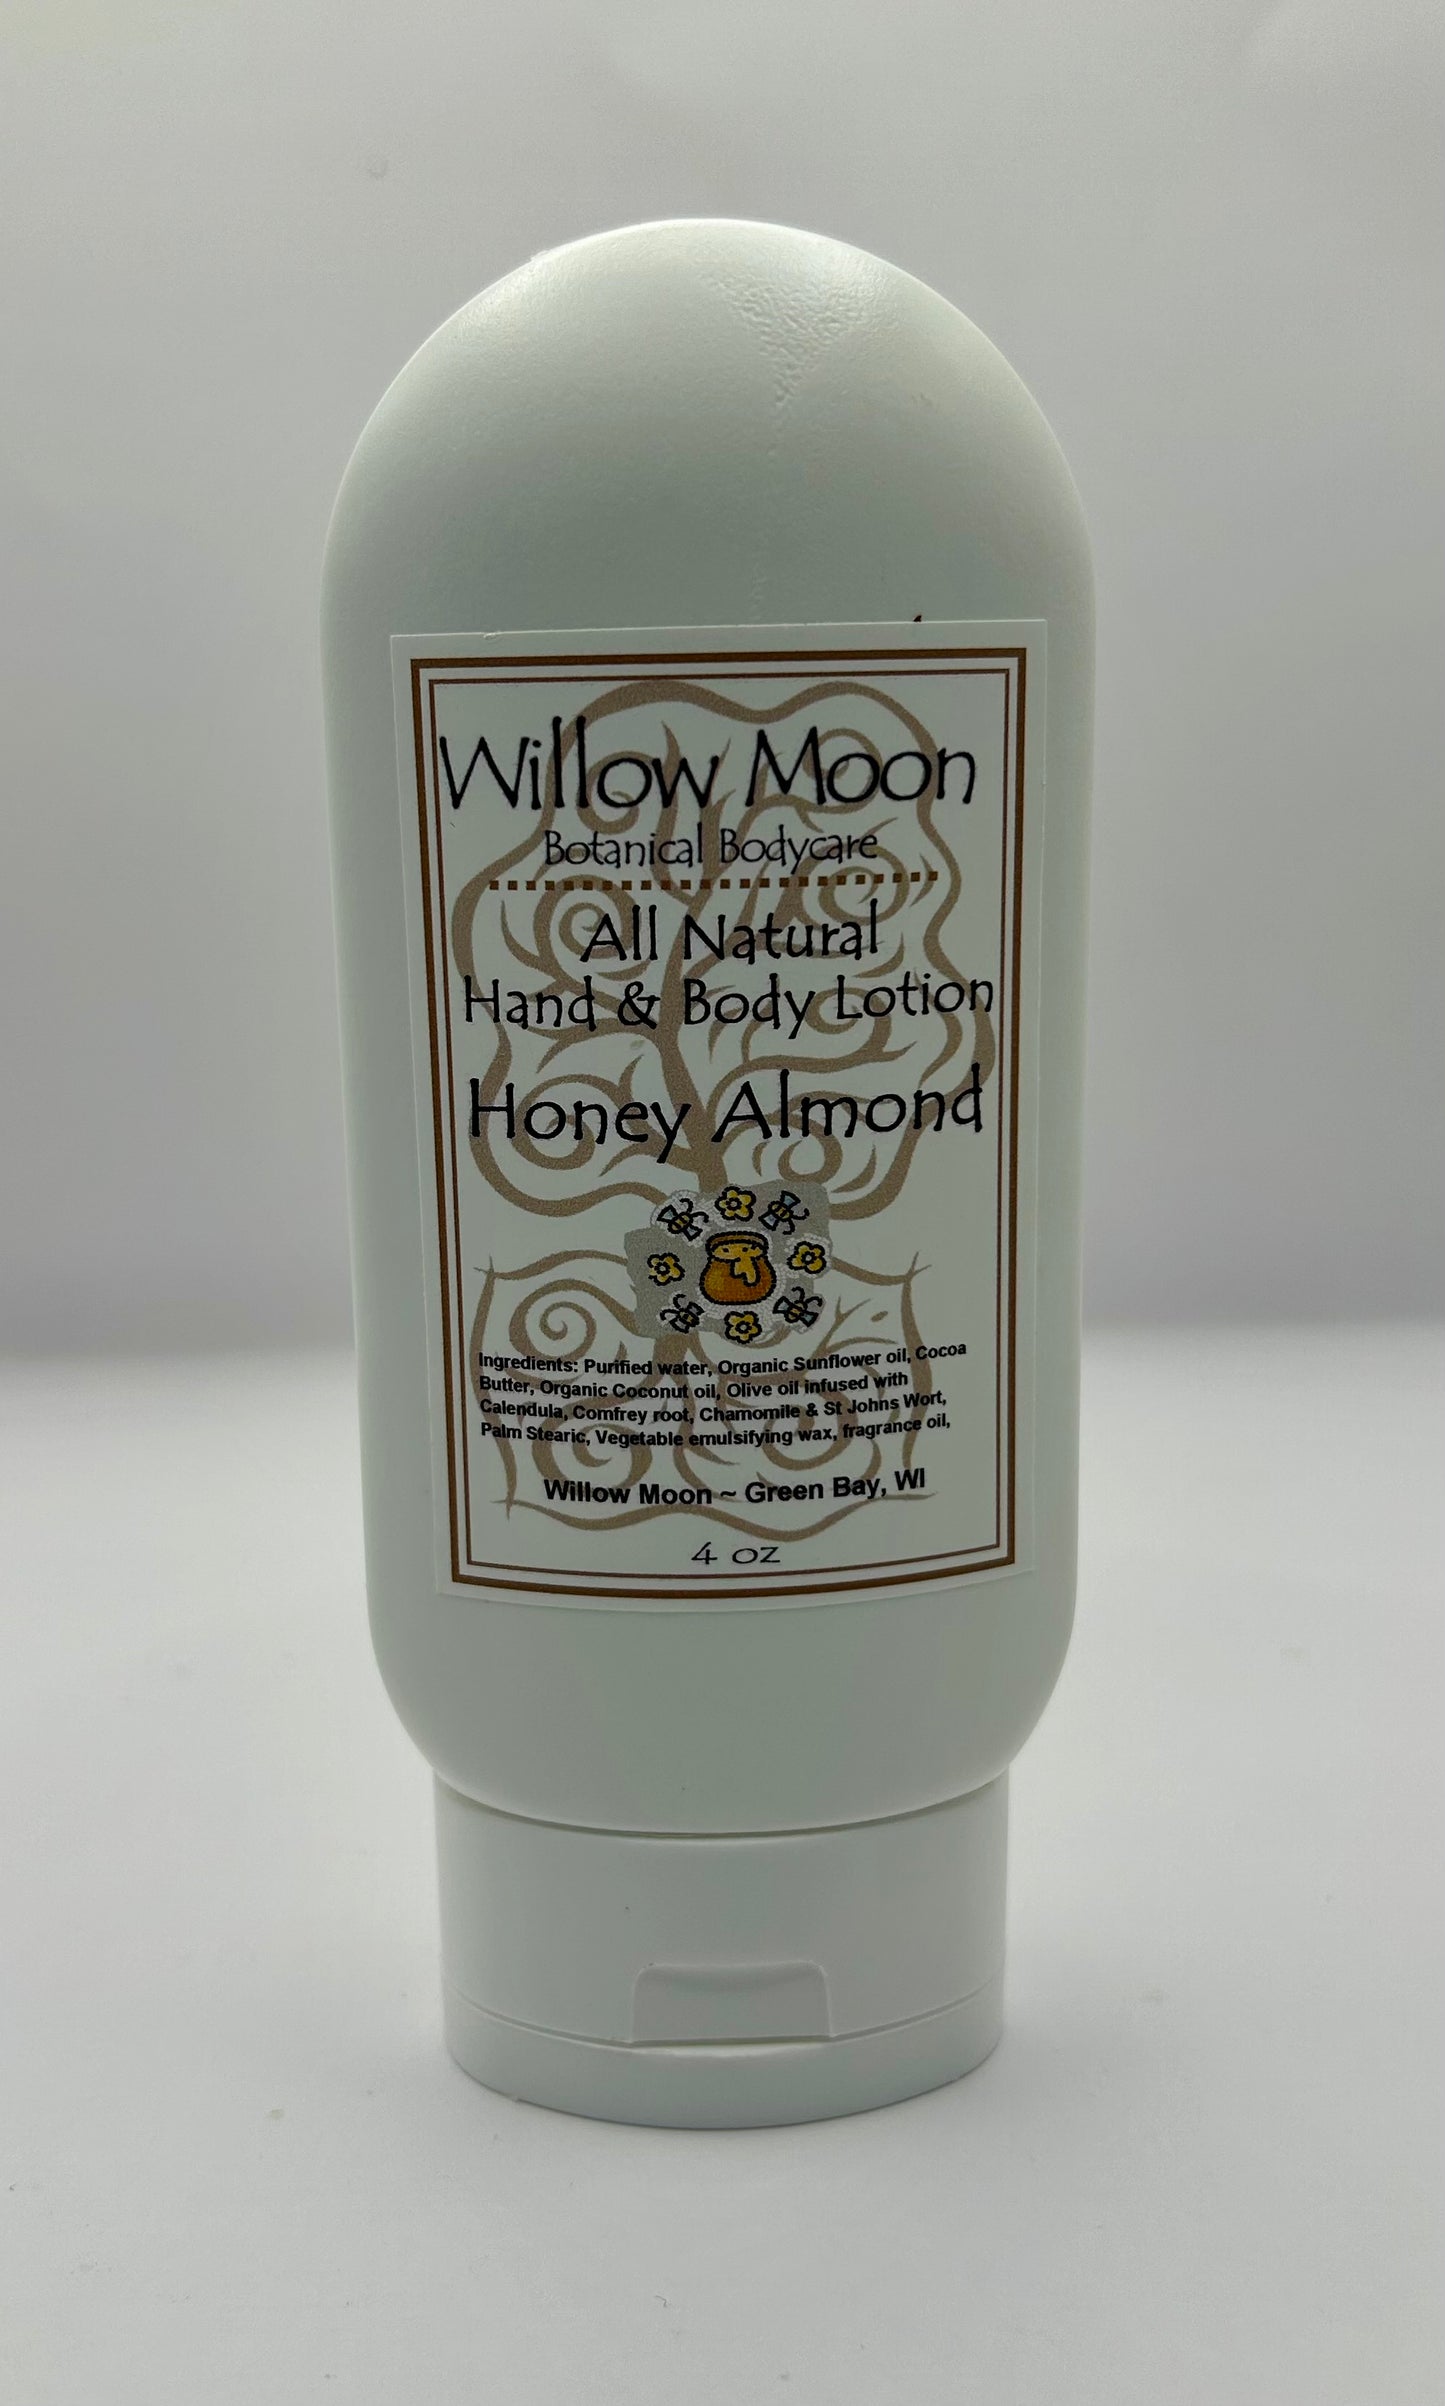 Willow Moon
Botanical Bodycare
All Natural
Hand & Body Lotion
Honey Almond
Ingredients: Purified water, Organic Sunflower oil, Cocoa
Butter, Organic Coconut oil, Olive oil infused with
Calendula, Comfrey root, Chamomile & St Johns Wort,
Palm Stearic, Vegetable emulsifying wax, fragrance oil,
Willow Moon ~ Green Bay, WI
4 oz